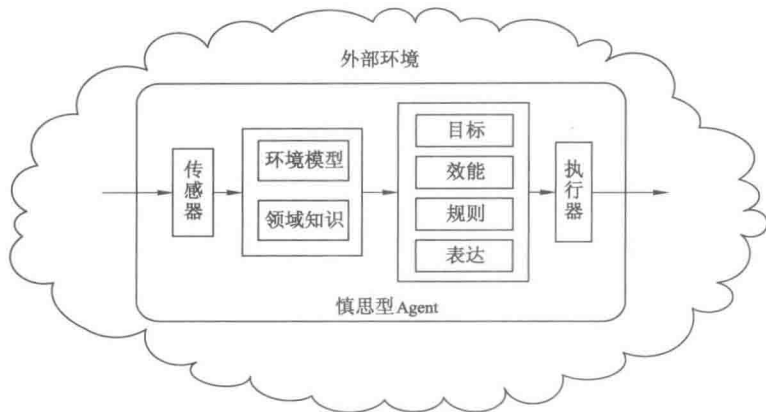 外部环境
传感器
环境模型
领域知识
目标
效能
规则
表达
执行器
慎思型Agent